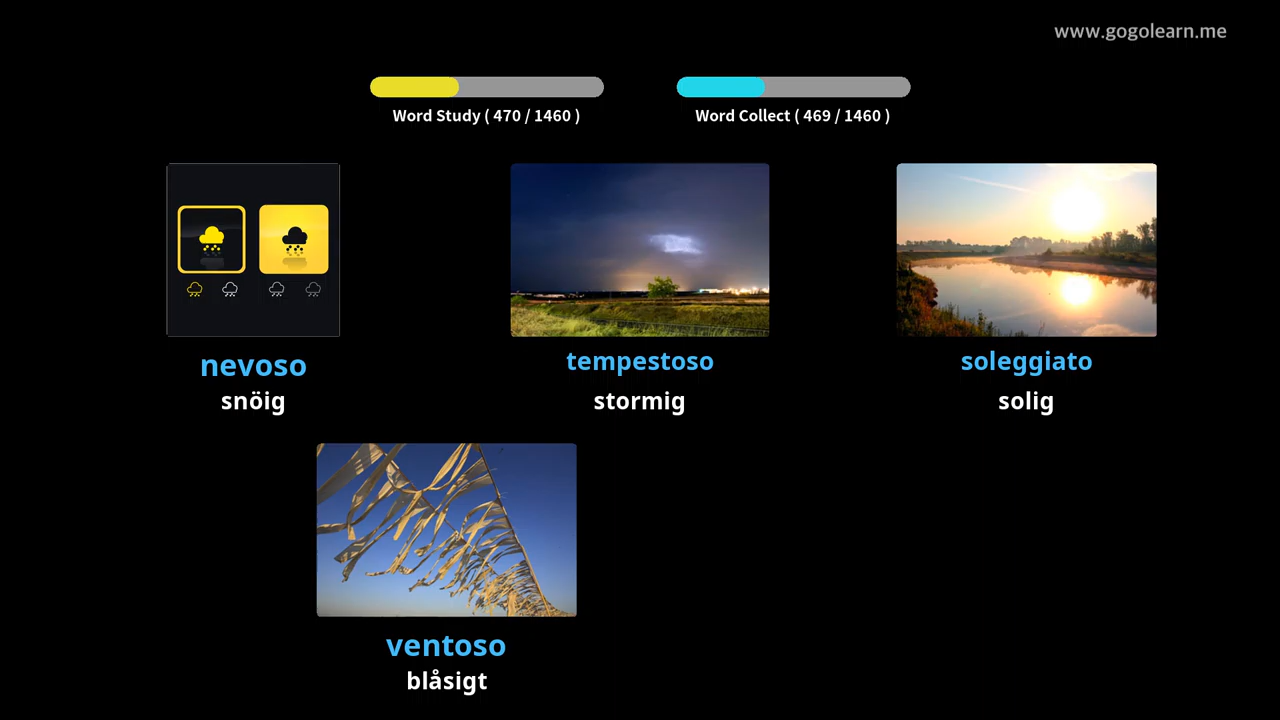 www.gogolearn.me
Word Study ( 470 / 1460 )
Word Collect ( 469 / 1460 )
nevoso
snöig
tempestoso
stormig
soleggiato
solig
ventoso
blåsigt